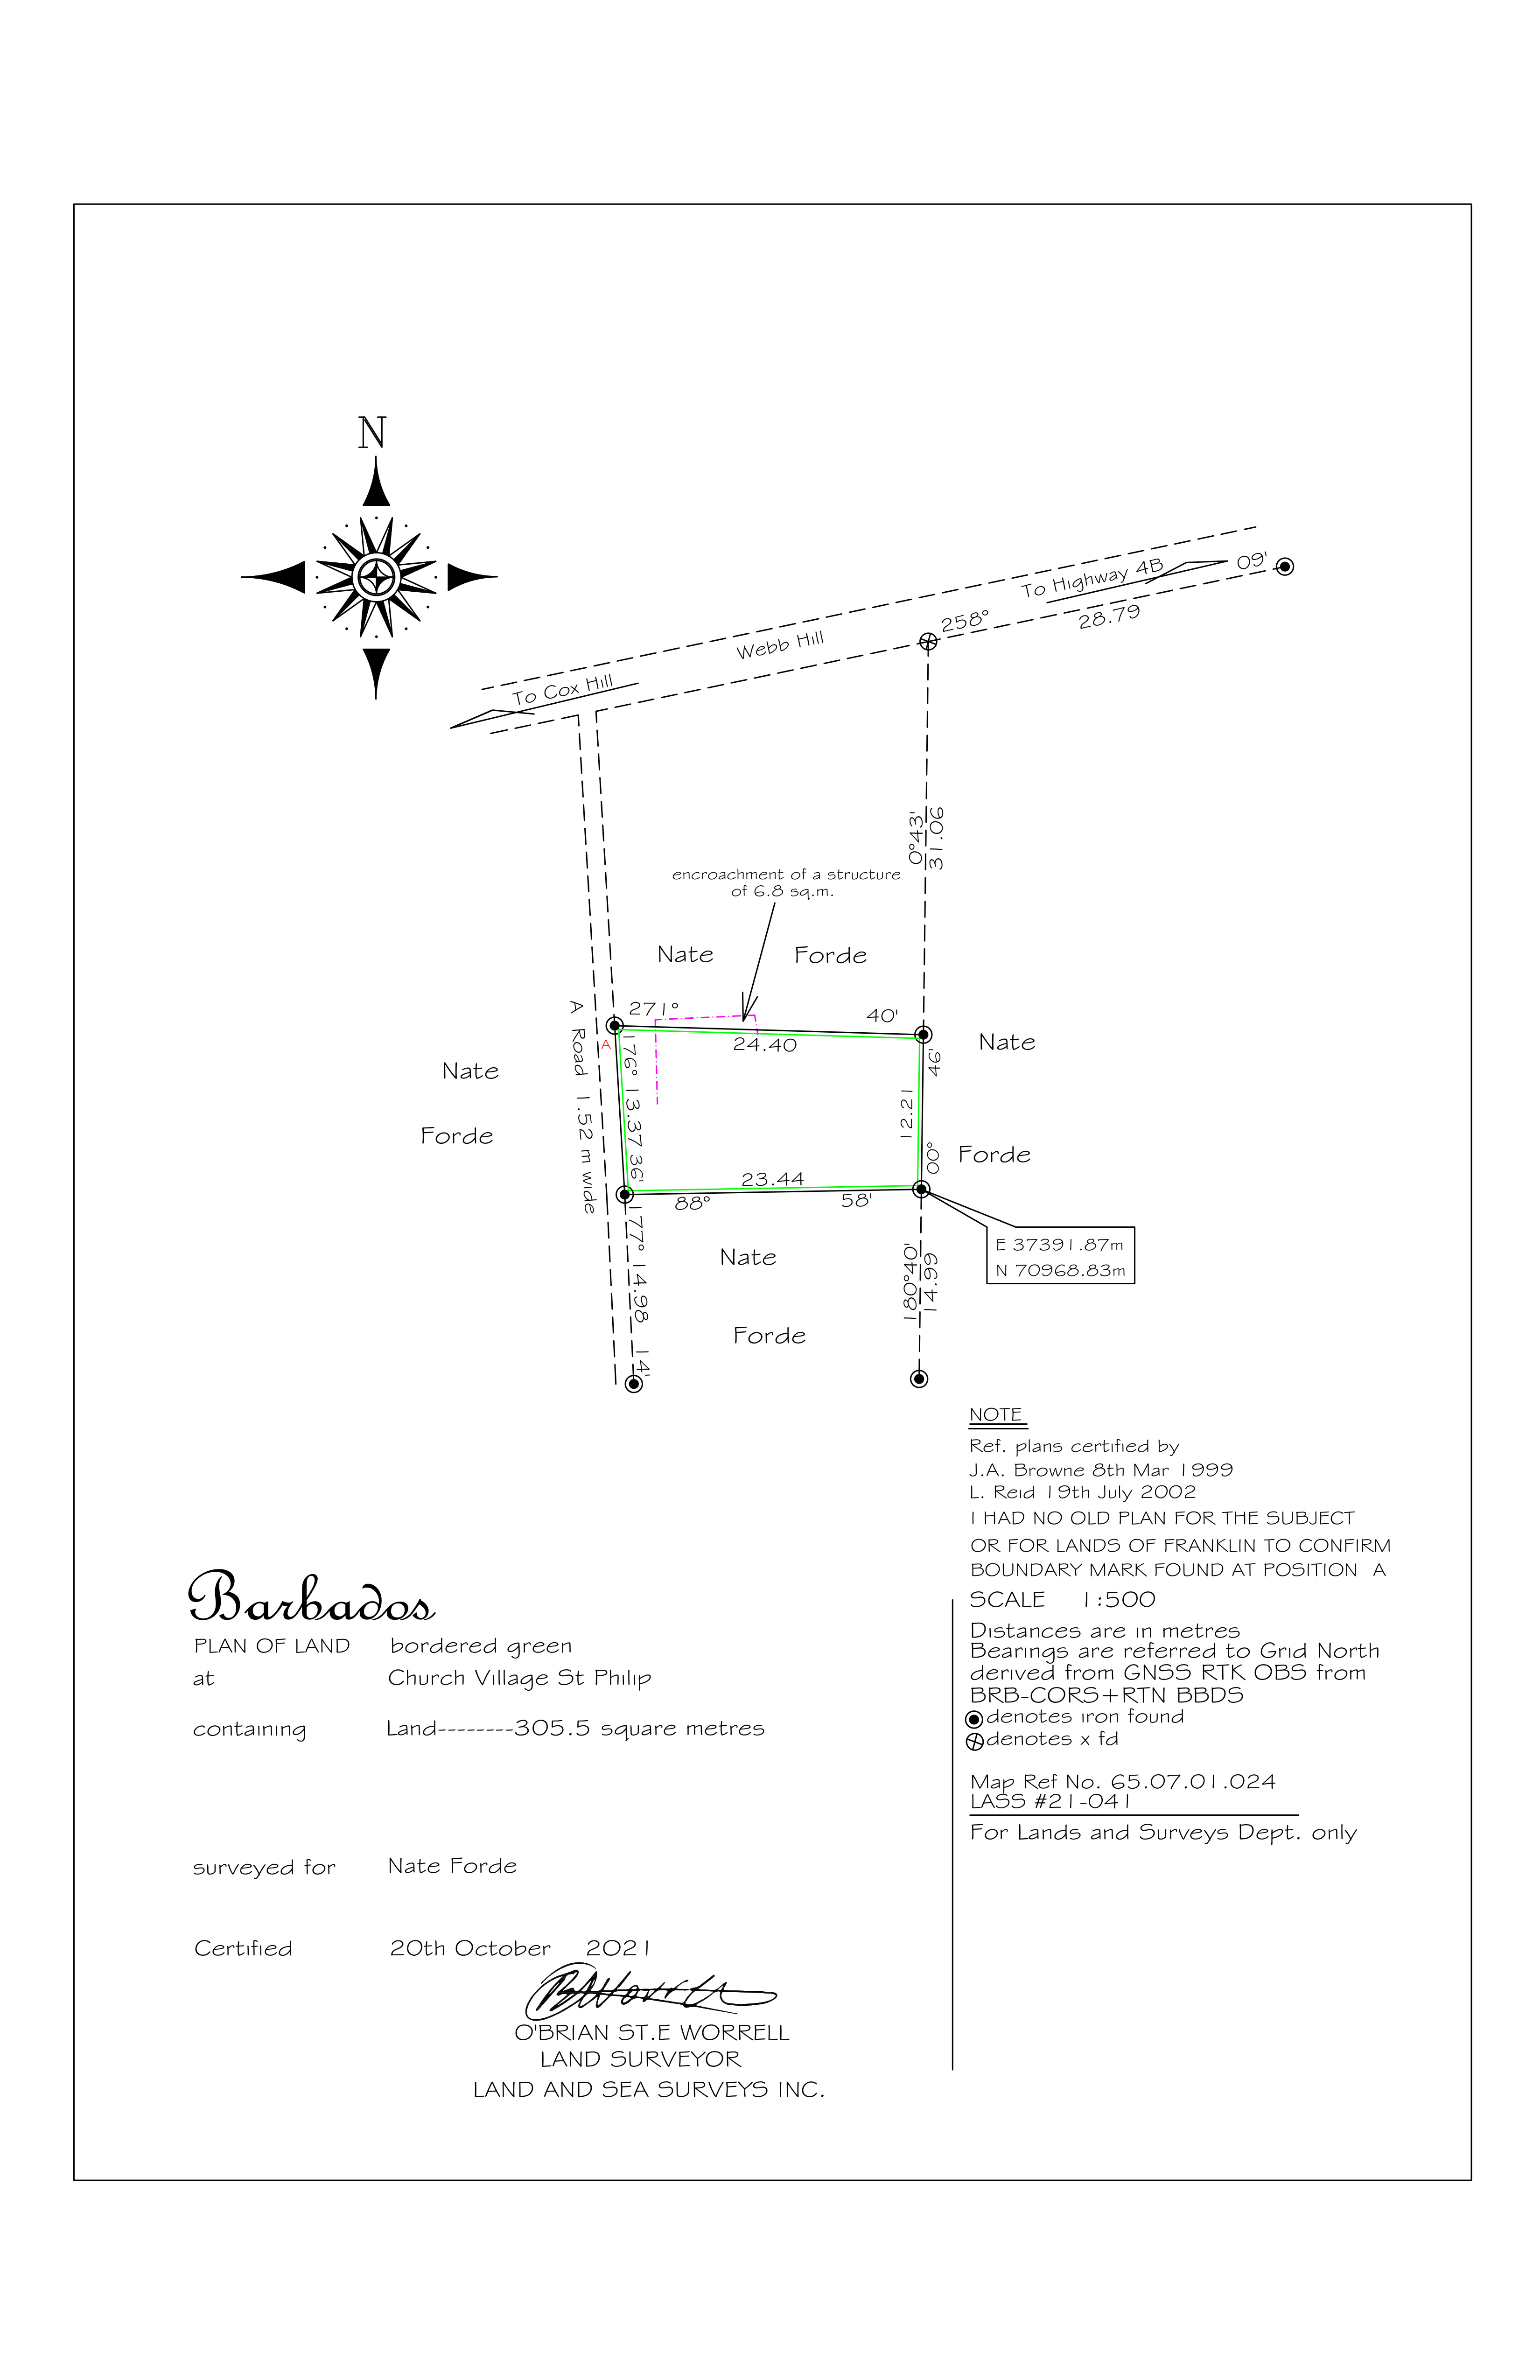 N
09'
To Highway 4B
258°
28.79
Webb Hill
To Cox Hill
0°43'
31.06
encroachment of a structure
of 6.8 sq.m.
Nate Forde
271° 40'
24.40
A
Nate
Forde
A Road 1.52 m wide
176° 13.37 36'
46'
12.21
00°
Nate
Forde
23.44
88° 58'
E 37391.87m
N 70968.83m
177° 14.98 14'
Nate
Forde
180°40'
14.99
NOTE
Ref. plans certified by
J.A. Browne 8th Mar 1999
L. Reid 19th July 2002
I HAD NO OLD PLAN FOR THE SUBJECT
OR FOR LANDS OF FRANKLIN TO CONFIRM
BOUNDARY MARK FOUND AT POSITION A
SCALE 1:500
Distances are in metres
Bearings are referred to Grid North
derived from GNSS RTK OBS from
BRB-CORS+RTN BBDS
denotes iron found
denotes x fd
Map Ref No. 65.07.01.024
LASS #21-041
For Lands and Surveys Dept. only
Barbados
PLAN OF LAND bordered green
at Church Village St Philip
containing Land--------305.5 square metres
surveyed for Nate Forde
Certified 20th October 2021
O'BRIAN ST.E WORRELL
LAND SURVEYOR
LAND AND SEA SURVEYS INC.